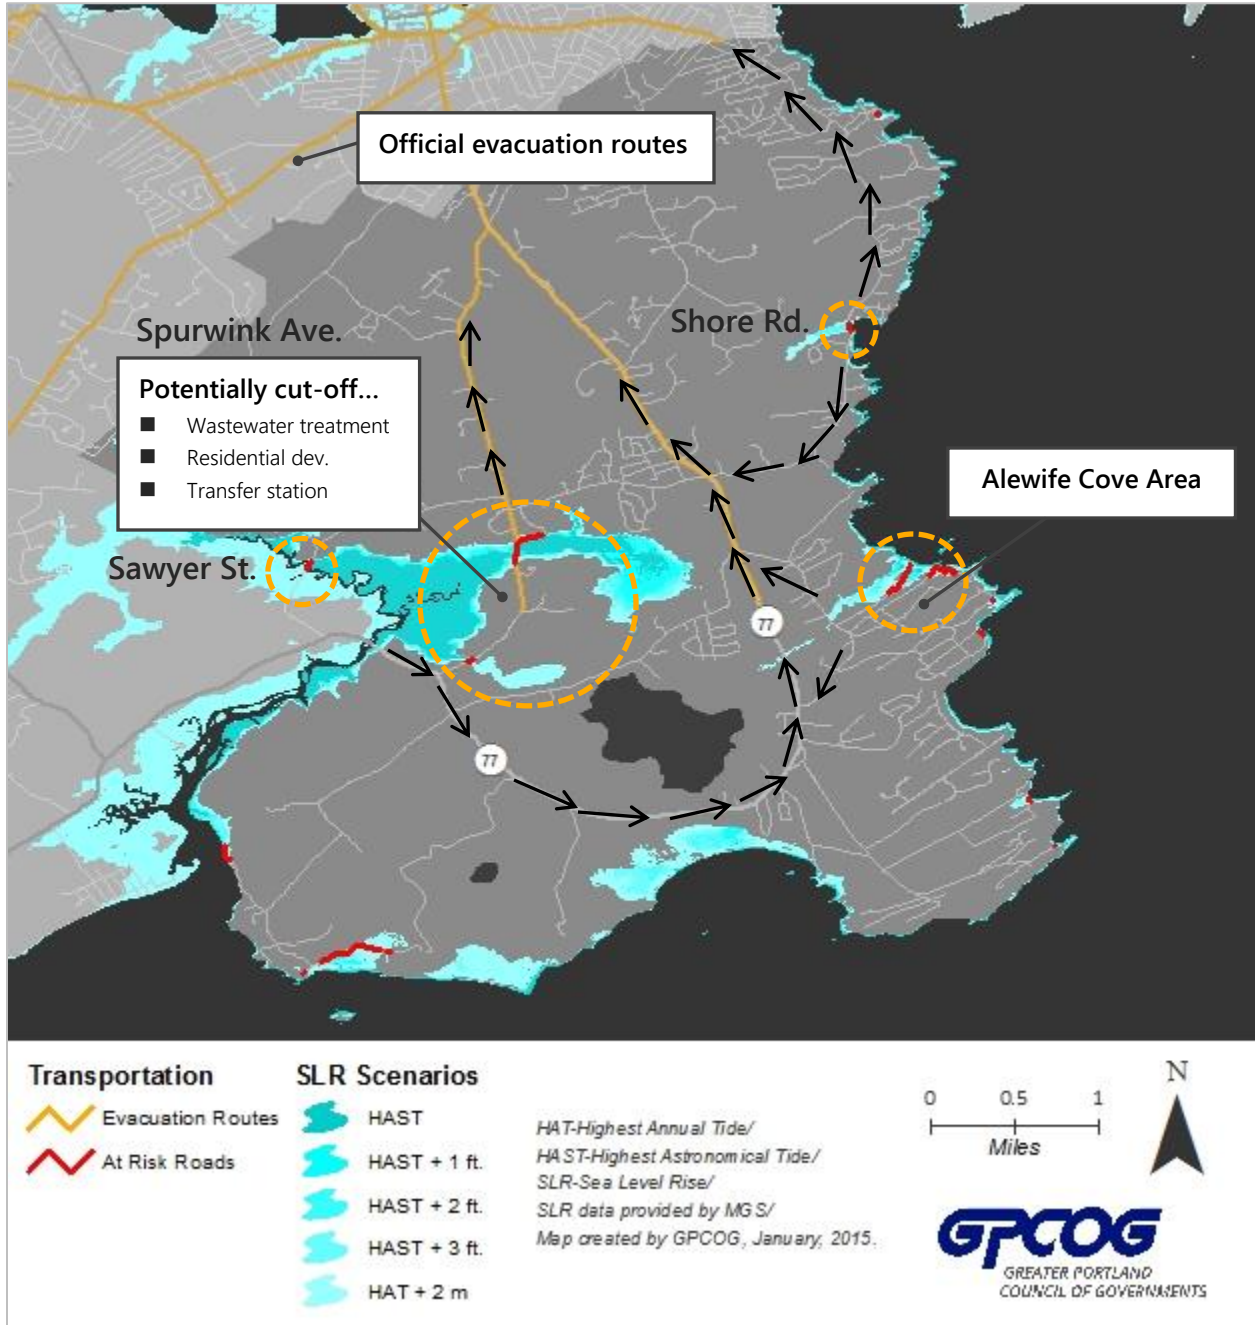 Official evacuation routes
Spurwink Ave.
Shore Rd.
Potentially cut-off...
■ Wastewater treatment
■ Residential dev.
■ Transfer station
Alewife Cove Area
Sawyer St.
77
77
Transportation
Evacuation Routes
At Risk Roads
SLR Scenarios
HAST
HAST + 1 ft.
HAST + 2 ft.
HAST + 3 ft.
HAT + 2 m
HAT-Highest Annual Tide/
HAST-Highest Astronomical Tide/
SLR-Sea Level Rise/
SLR data provided by MGS/
Map created by GPCOG, January, 2015.
0 0.5 1
Miles
N
GPCOG
GREATER PORTLAND
COUNCIL OF GOVERNMENTS